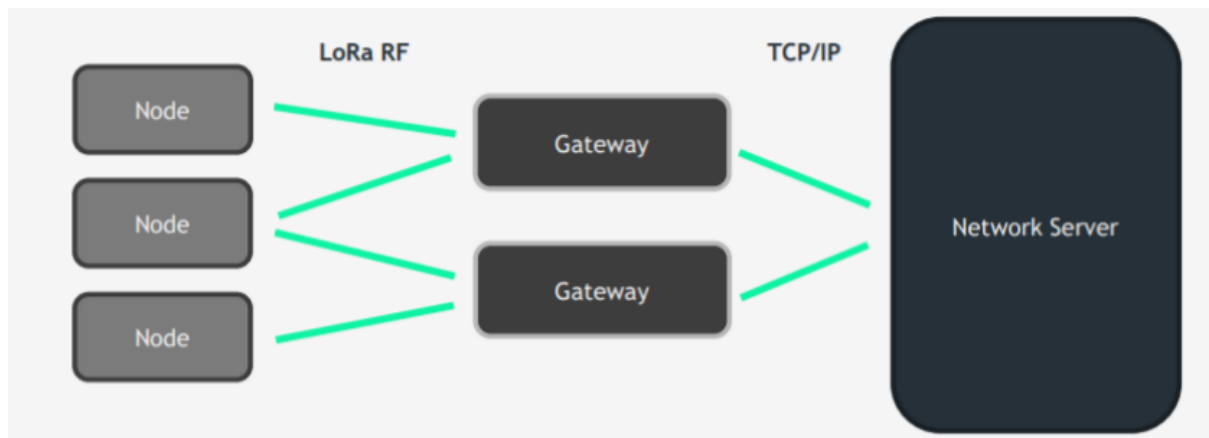 LoRa RF
TCP/IP
Node
Node
Node
Gateway
Gateway
Network Server